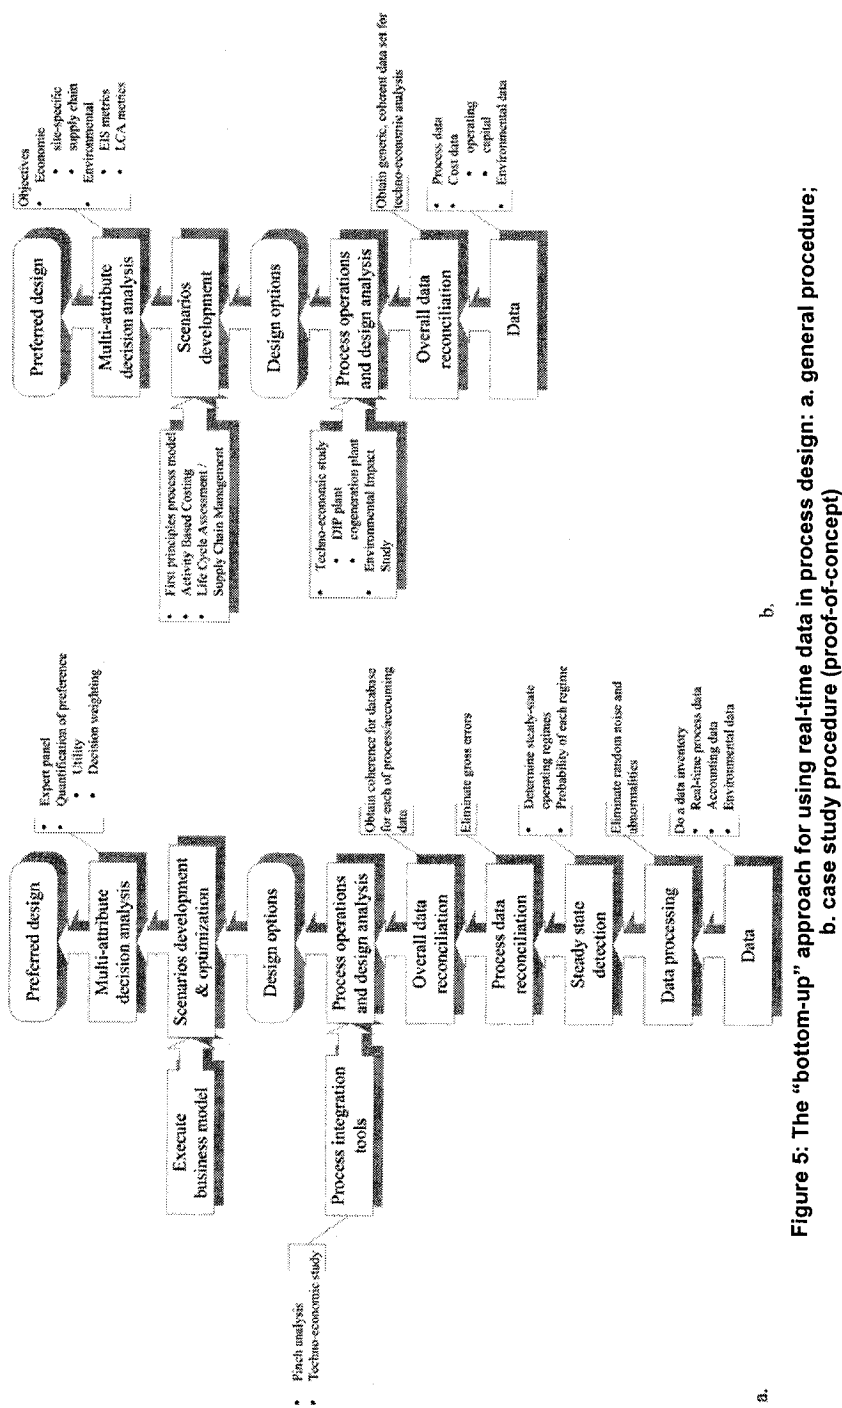 Preferred design
Multi-attribute
decision analysis
• Expert panel
• Quantification of preference
• Utility
• Decision weighting
Scenarios development
& optimization
Execute
business model
Design options
Process operations
and design analysis
Process integration
tools
• Pinch analysis
• Techno-economic study
Overall data
reconciliation
Obtain coherence for database
for each of process/accounting
data
Process data
reconciliation
Eliminate gross errors
Steady state
detection
• Determine steady-state
operating regimes
• Probability of each regime
Data processing
Eliminate random noise and
abnormalities
Data
Do a data inventory
• Real-time process data
• Accounting data
• Environmental data
a.
Preferred design
Multi-attribute
decision analysis
Objectives
• Economic
• site-specific
• supply chain
• Environmental
• EIS metrics
• LCA metrics
Scenarios
development
• First principles process model
• Activity Based Costing
• Life Cycle Assessment /
Supply Chain Management
Design options
Process operations
and design analysis
• Techno-economic study
• DIP plant
• cogeneration plant
• Environmental Impact
Study
Overall data
reconciliation
Obtain generic, coherent data set for
techno-economic analysis
Data
• Process data
• Cost data
• operating
• capital
• Environmental data
b.
Figure 5: The “bottom-up” approach for using real-time data in process design: a. general procedure;
b. case study procedure (proof-of-concept)